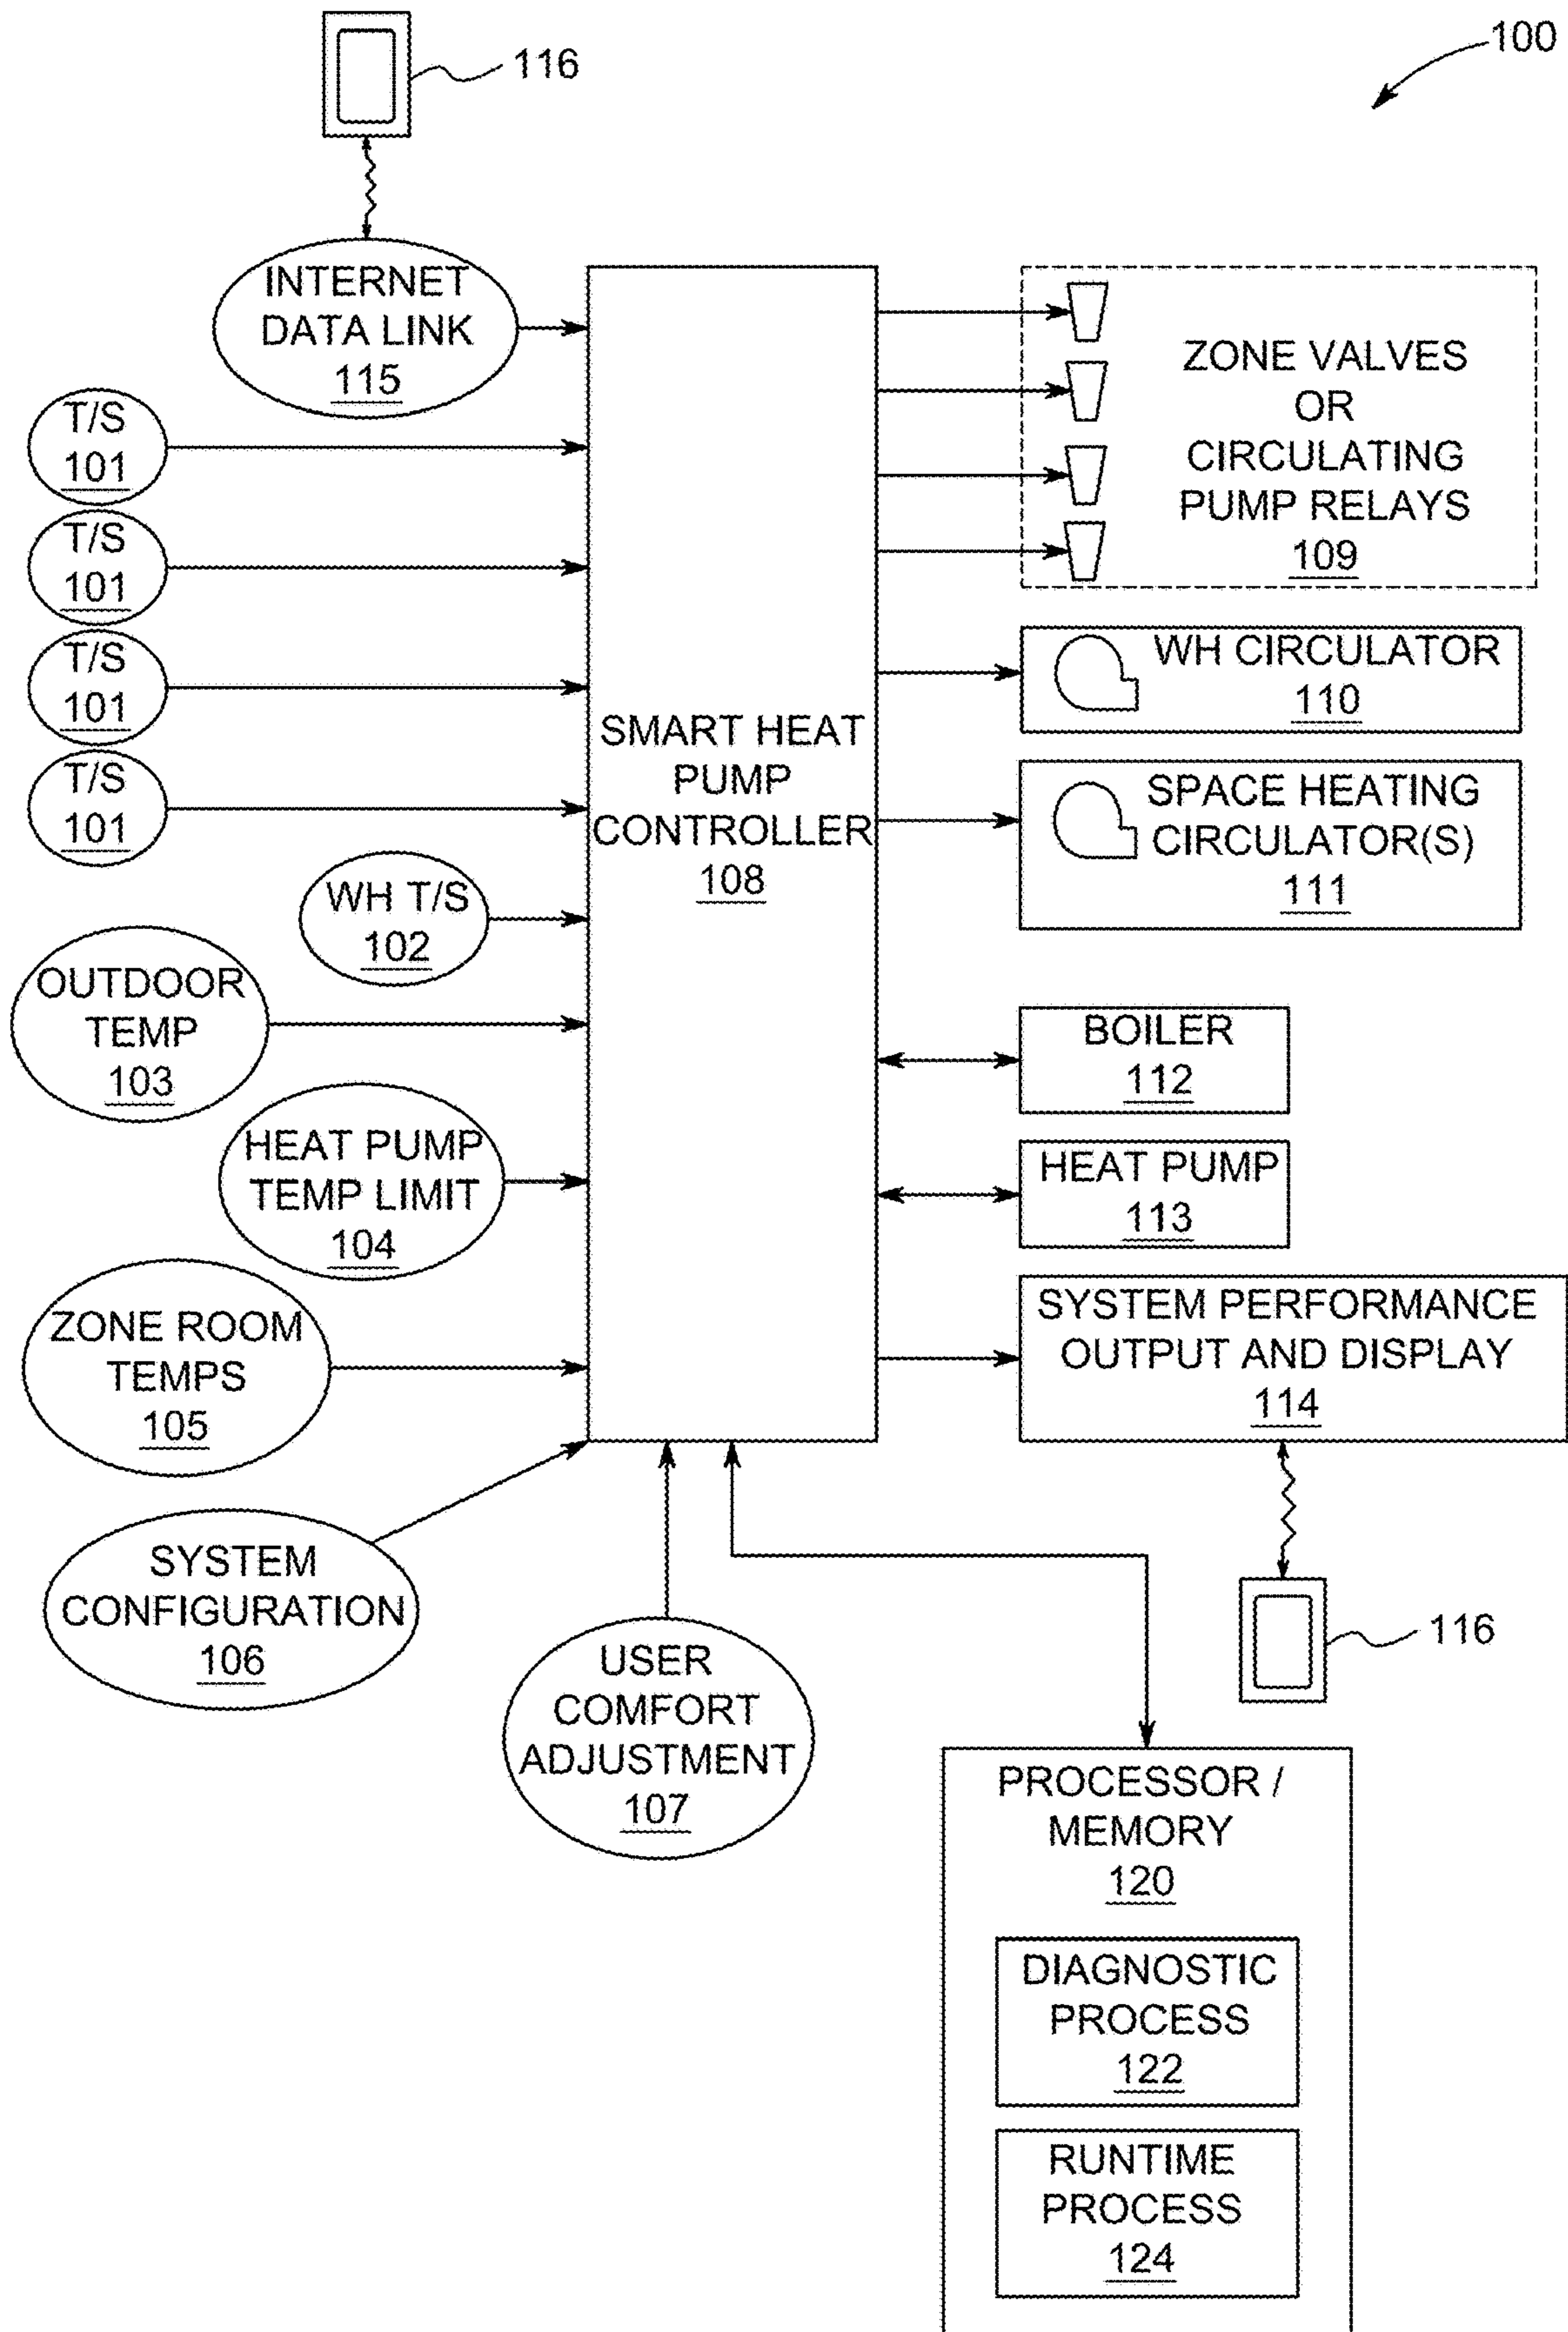 100
116
INTERNET
DATA LINK
115
T/S
101
T/S
101
T/S
101
T/S
101
WH T/S
102
OUTDOOR
TEMP
103
HEAT PUMP
TEMP LIMIT
104
ZONE ROOM
TEMPS
105
SYSTEM
CONFIGURATION
106
USER
COMFORT
ADJUSTMENT
107
SMART HEAT
PUMP
CONTROLLER
108
ZONE VALVES
OR
CIRCULATING
PUMP RELAYS
109
WH CIRCULATOR
110
SPACE HEATING
CIRCULATOR(S)
111
BOILER
112
HEAT PUMP
113
SYSTEM PERFORMANCE
OUTPUT AND DISPLAY
114
116
PROCESSOR /
MEMORY
120
DIAGNOSTIC
PROCESS
122
RUNTIME
PROCESS
124